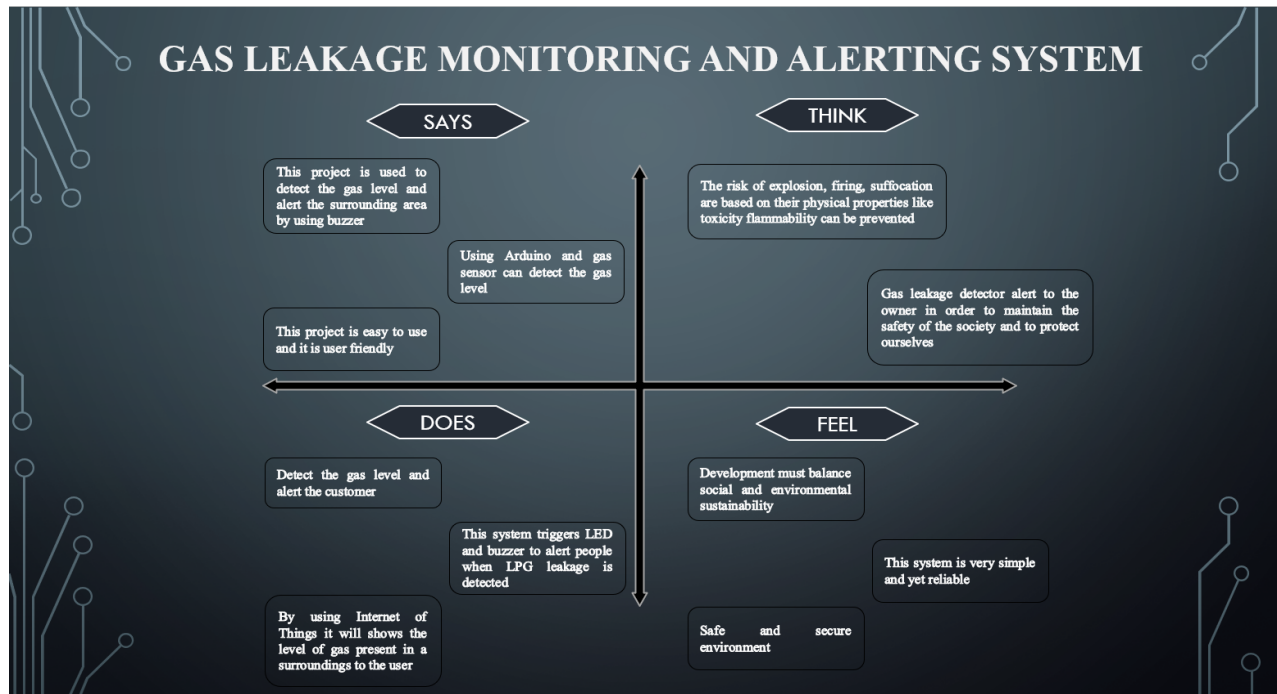 GAS LEAKAGE MONITORING AND ALERTING SYSTEM
SAYS
This project is used to
detect the gas level and
alert the surrounding area
by using buzzer
Using Arduino and gas
sensor can detect the gas
level
This project is easy to use
and it is user friendly
THINK
The risk of explosion, firing, suffocation
are based on their physical properties like
toxicity flammability can be prevented
Gas leakage detector alert to the
owner in order to maintain the
safety of the society and to protect
ourselves
DOES
Detect the gas level and
alert the customer
This system triggers LED
and buzzer to alert people
when LPG leakage is
detected
By using Internet of
Things it will shows the
level of gas present in a
surroundings to the user
FEEL
Development must balance
social and environmental
sustainability
This system is very simple
and yet reliable
Safe and secure
environment